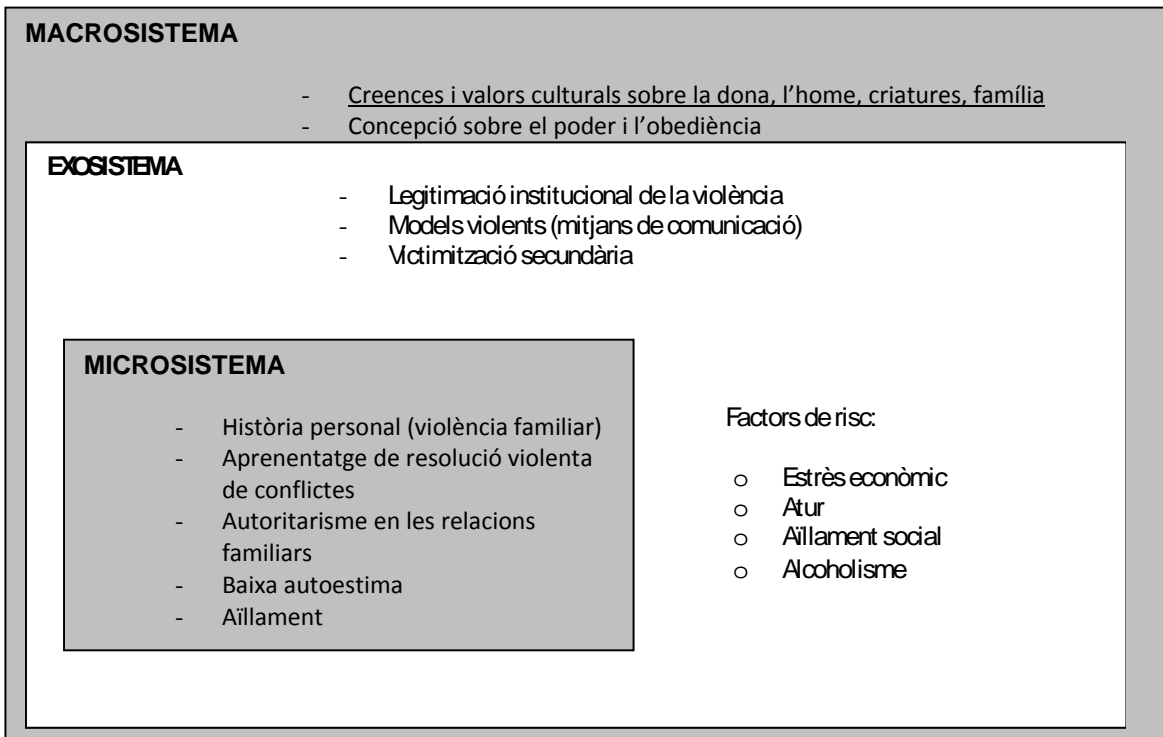 MACROSISTEMA
- Creences i valors culturals sobre la dona, l’home, criatures, família
- Concepció sobre el poder i l’obediència
EXOSISTEMA
- Legitimació institucional de la violència
- Models violents (mitjans de comunicació)
- Victimització secundària
MICROSISTEMA
- Història personal (violència familiar)
- Aprenentatge de resolució violenta
de conflictes
- Autoritarisme en les relacions
familiars
- Baixa autoestima
- Aïllament
Factors de risc:
o Estrès econòmic
o Atur
o Aïllament social
o Alcoholisme